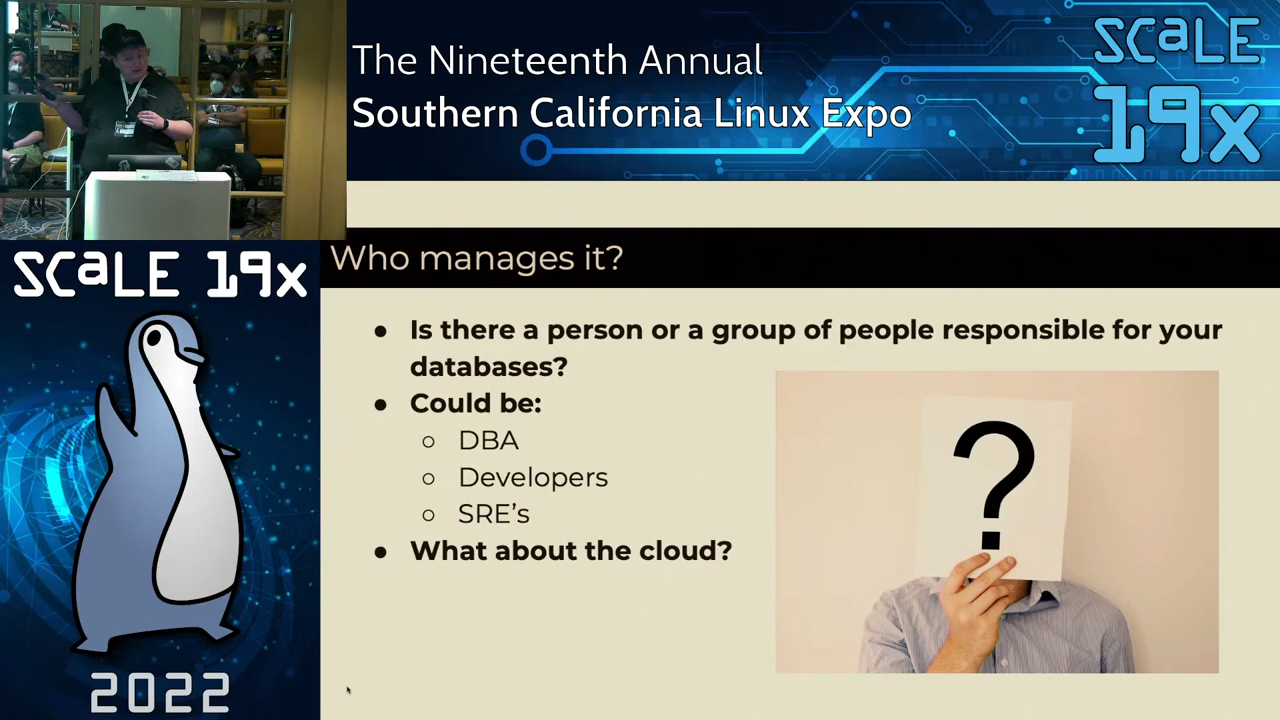 The Nineteenth Annual
Southern California Linux Expo
SCaLE
19x
SCaLE 19x
2022
Who manages it?
● Is there a person or a group of people responsible for your
databases?
● Could be:
○ DBA
○ Developers
○ SRE’s
● What about the cloud?
?